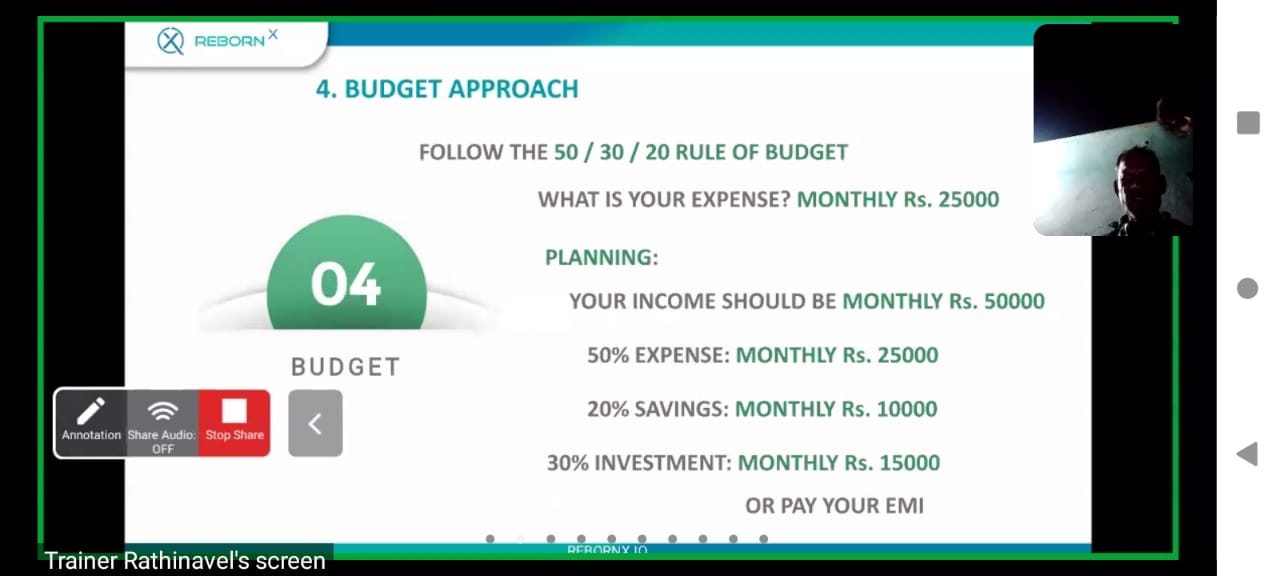 REBORN X
4. BUDGET APPROACH
FOLLOW THE 50 / 30 / 20 RULE OF BUDGET
WHAT IS YOUR EXPENSE? MONTHLY Rs. 25000
PLANNING:
04
YOUR INCOME SHOULD BE MONTHLY Rs. 50000
50% EXPENSE: MONTHLY Rs. 25000
BUDGET
20% SAVINGS: MONTHLY Rs. 10000
Annotation
Share Audio:
OFF
Stop Share
30% INVESTMENT: MONTHLY Rs. 15000
OR PAY YOUR EMI
REBORNX.IO
Trainer Rathinavel's screen